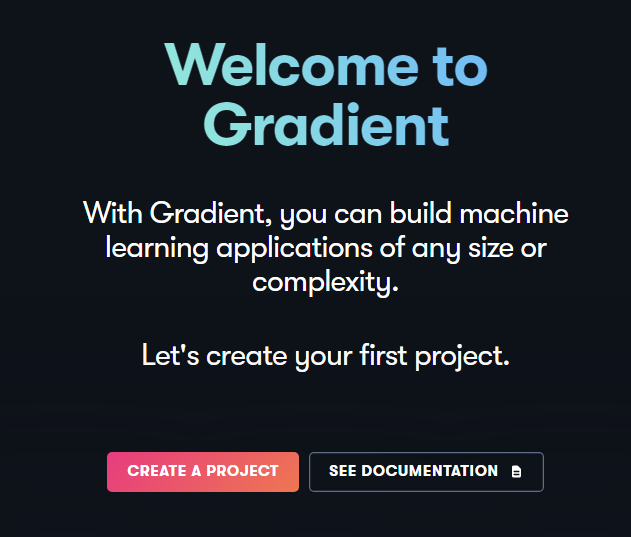 Welcome to
Gradient
With Gradient, you can build machine
learning applications of any size or
complexity.
Let's create your first project.
CREATE A PROJECT
SEE DOCUMENTATION